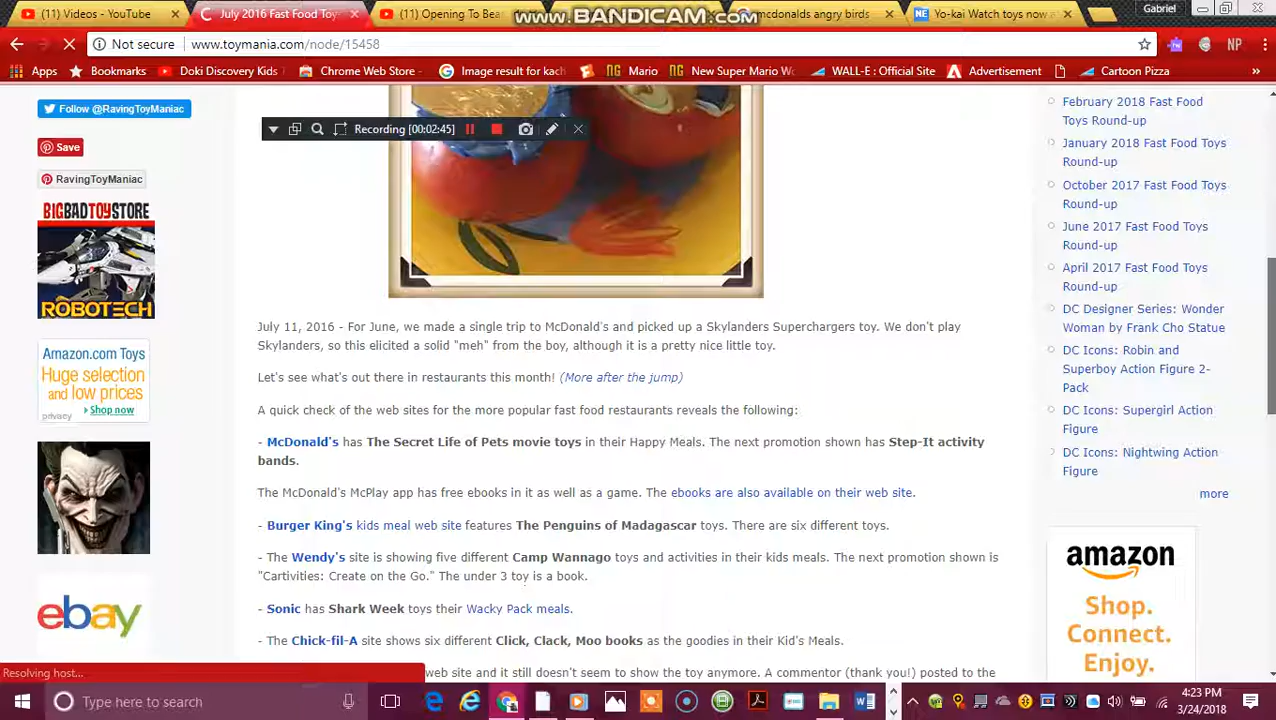 (11) Videos - YouTube
July 2016 Fast Food Toy
(11) Opening To Bea
www.BANDICAM.com
mcdonalds angry birds
Yo-kai Watch toys now
Gabriel
Not secure
www.toymania.com/node/15458
NP
Apps
Bookmarks
Doki Discovery Kids
Chrome Web Store -
Image result for kach
Mario
New Super Mario Wo
WALL-E : Official Site
Advertisement
Cartoon Pizza
Follow @RavingToyManiac
Recording [00:02:45]
Save
RavingToyManiac
BIGBADTOYSTORE
ROBOTECH
Amazon.com Toys
Huge selection
and low prices
privacy
Shop now
ebay
July 11, 2016 - For June, we made a single trip to McDonald's and picked up a Skylanders Superchargers toy. We don't play
Skylanders, so this elicited a solid "meh" from the boy, although it is a pretty nice little toy.
Let's see what's out there in restaurants this month! (More after the jump)
A quick check of the web sites for the more popular fast food restaurants reveals the following:
- McDonald's has The Secret Life of Pets movie toys in their Happy Meals. The next promotion shown has Step-It activity
bands.
The McDonald's McPlay app has free ebooks in it as well as a game. The ebooks are also available on their web site.
- Burger King's kids meal web site features The Penguins of Madagascar toys. There are six different toys.
- The Wendy's site is showing five different Camp Wannago toys and activities in their kids meals. The next promotion shown is
"Cartivities: Create on the Go." The under 3 toy is a book.
- Sonic has Shark Week toys their Wacky Pack meals.
- The Chick-fil-A site shows six different Click, Clack, Moo books as the goodies in their Kid's Meals.
web site and it still doesn't seem to show the toy anymore. A commentor (thank you!) posted to the
February 2018 Fast Food
Toys Round-up
January 2018 Fast Food Toys
Round-up
October 2017 Fast Food Toys
Round-up
June 2017 Fast Food Toys
Round-up
April 2017 Fast Food Toys
Round-up
DC Designer Series: Wonder
Woman by Frank Cho Statue
DC Icons: Robin and
Superboy Action Figure 2-
Pack
DC Icons: Supergirl Action
Figure
DC Icons: Nightwing Action
Figure
more
amazon
Shop.
Connect.
Enjoy.
Resolving host...
Type here to search
4:23 PM
3/24/2018